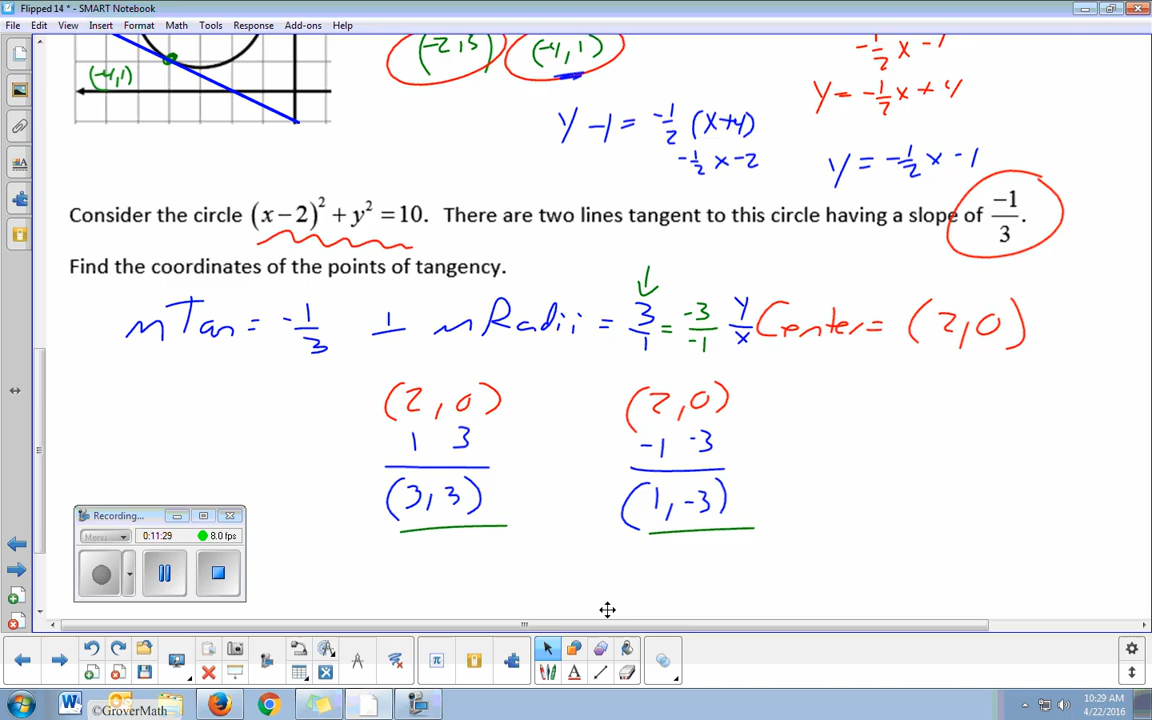 Flipped 14 * - SMART Notebook
File Edit View Insert Format Math Tools Response Add-ons Help
(-2,3) (-4,1)
-1/2 x -1
(-4,1)
y = -1/2 x + 4
y - 1 = -1/2 (x+4)
-1/2 x - 2
y = -1/2 x - 1
Consider the circle (x−2)² + y² = 10. There are two lines tangent to this circle having a slope of −1/3.
Find the coordinates of the points of tangency.
mTan = -1/3 ⊥ mRadii = 3/1 = -3/-1 y/x Center = (2,0)
(2,0) (2,0)
1 3 -1 -3
(3,3) (1,-3)
Recording...
Menu 0:11:29 8.0 fps
©GroverMath
10:29 AM
4/22/2016